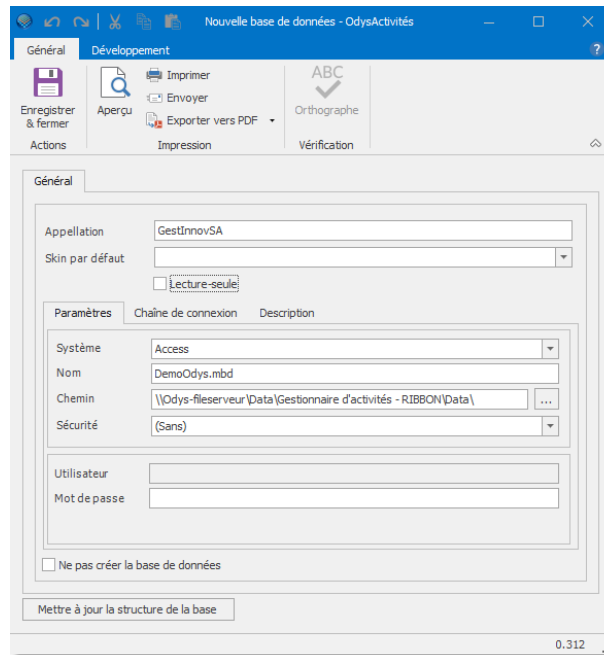 Nouvelle base de données - OdysActivités
Général Développement
?
Enregistrer
& fermer
Aperçu
Imprimer
Envoyer
Exporter vers PDF
ABC
Orthographe
Actions Impression Vérification
Général
Appellation GestInnovSA
Skin par défaut
Lecture-seule
Paramètres Chaîne de connexion Description
Système Access
Nom DemoOdys.mbd
Chemin \\Odys-fileserveur\Data\Gestionnaire d'activités - RIBBON\Data\ ...
Sécurité (Sans)
Utilisateur
Mot de passe
Ne pas créer la base de données
Mettre à jour la structure de la base
0.312